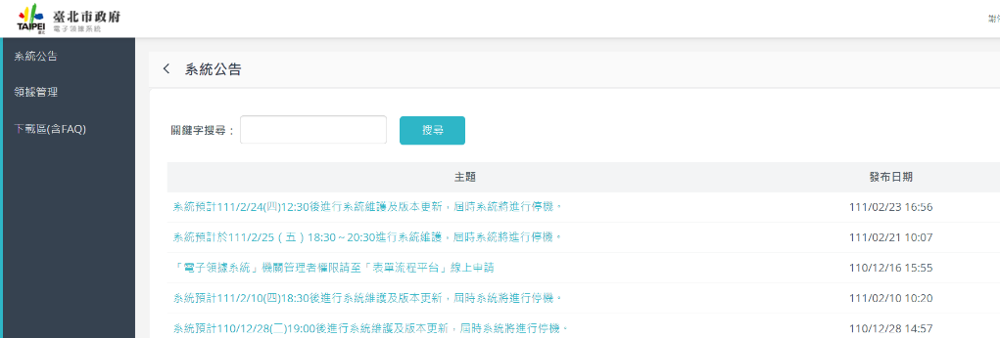 TAIPEI
臺北
臺北市政府
電子領據系統
系統公告
領據管理
下載區(含FAQ)
系統公告
關鍵字搜尋：
搜尋
主題 發布日期
系統預計111/2/24(四)12:30後進行系統維護及版本更新，屆時系統將進行停機。 111/02/23 16:56
系統預計於111/2/25（五）18:30～20:30進行系統維護，屆時系統將進行停機。 111/02/21 10:07
「電子領據系統」機關管理者權限請至「表單流程平台」線上申請 110/12/16 15:55
系統預計111/2/10(四)18:30後進行系統維護及版本更新，屆時系統將進行停機。 111/02/10 10:20
系統預計110/12/28(二)19:00後進行系統維護及版本更新，屆時系統將進行停機。 110/12/28 14:57